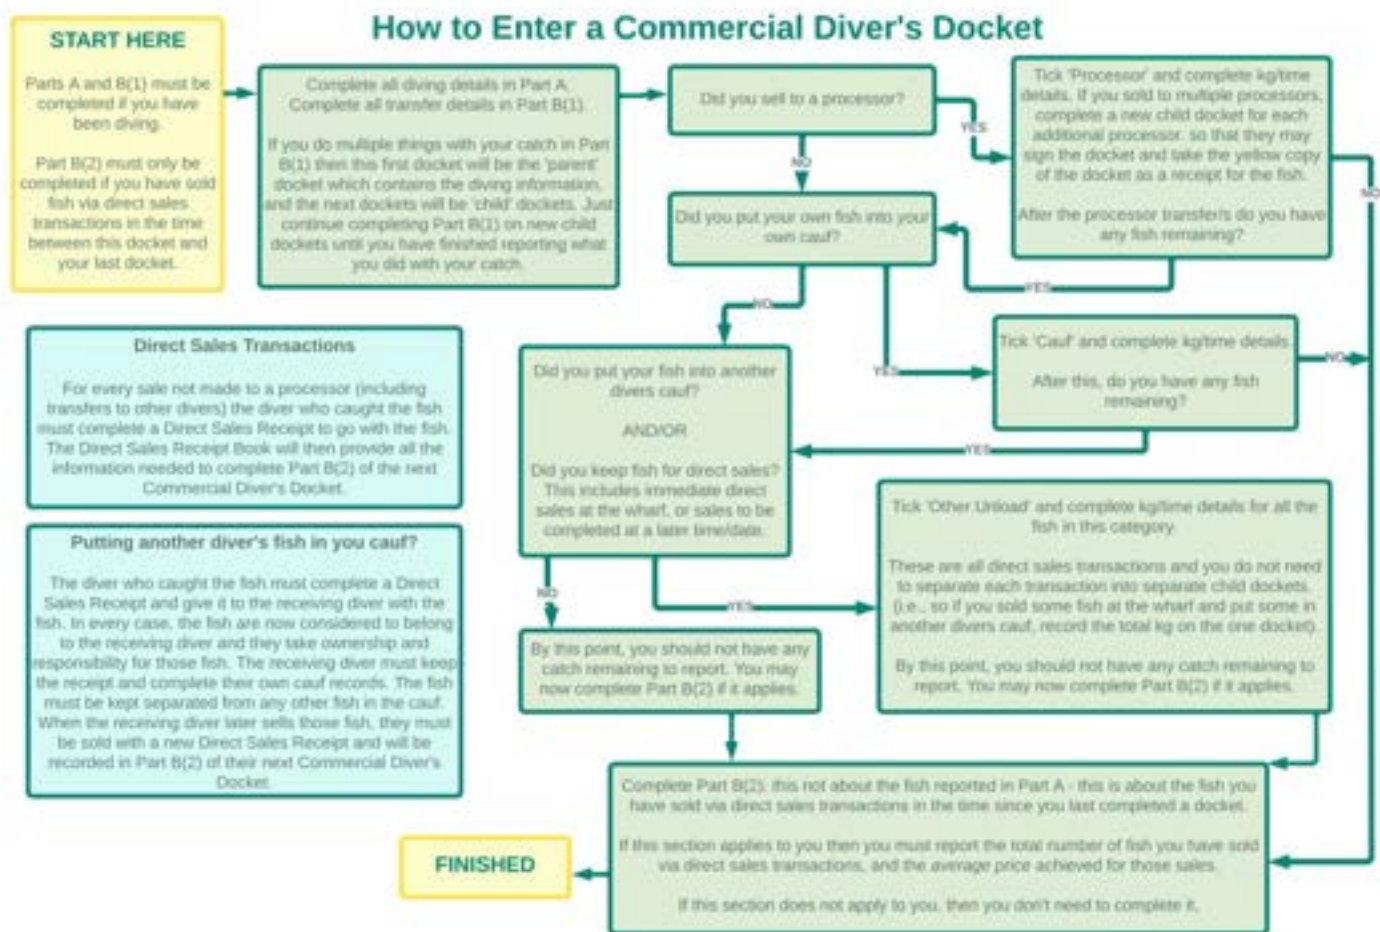 How to Enter a Commercial Diver's Docket
START HERE
Parts A and B(1) must be
completed if you have
been diving.
Part B(2) must only be
completed if you have sold
fish via direct sales
transactions in the time
between this docket and
your last docket.
Complete all diving details in Part A.
Complete all transfer details in Part B(1).
If you do multiple things with your catch in Part
B(1) then this first docket will be the 'parent'
docket which contains the diving information,
and the next dockets will be 'child' dockets. Just
continue completing Part B(1) on new child
dockets until you have finished reporting what
you did with your catch.
Did you sell to a processor?
YES
NO
Tick 'Processor' and complete kg/time
details. If you sold to multiple processors,
complete a new child docket for each
additional processor. so that they may
sign the docket and take the yellow copy
of the docket as a receipt for the fish.
After the processor transfer/s do you have
any fish remaining?
NO
YES
Did you put your own fish into your
own cauf?
NO
YES
Tick 'Cauf' and complete kg/time details.
After this, do you have any fish
remaining?
NO
YES
Did you put your fish into another
divers cauf?
AND/OR
Did you keep fish for direct sales?
This includes immediate direct
sales at the wharf, or sales to be
completed at a later time/date.
NO
YES
Tick 'Other Unload' and complete kg/time details for all the
fish in this category.
These are all direct sales transactions and you do not need
to separate each transaction into separate child dockets.
(i.e., so if you sold some fish at the wharf and put some in
another divers cauf, record the total kg on the one docket).
By this point, you should not have any catch remaining to
report. You may now complete Part B(2) if it applies.
By this point, you should not have any
catch remaining to report. You may
now complete Part B(2) if it applies.
Direct Sales Transactions
For every sale not made to a processor (including
transfers to other divers) the diver who caught the fish
must complete a Direct Sales Receipt to go with the fish.
The Direct Sales Receipt Book will then provide all the
information needed to complete Part B(2) of the next
Commercial Diver's Docket.
Putting another diver's fish in you cauf?
The diver who caught the fish must complete a Direct
Sales Receipt and give it to the receiving diver with the
fish. In every case, the fish are now considered to belong
to the receiving diver and they take ownership and
responsibility for those fish. The receiving diver must keep
the receipt and complete their own cauf records. The fish
must be kept separated from any other fish in the cauf.
When the receiving diver later sells those fish, they must
be sold with a new Direct Sales Receipt and will be
recorded in Part B(2) of their next Commercial Diver's
Docket.
Complete Part B(2): this not about the fish reported in Part A - this is about the fish you
have sold via direct sales transactions in the time since you last completed a docket.
If this section applies to you then you must report the total number of fish you have sold
via direct sales transactions, and the average price achieved for those sales.
If this section does not apply to you, then you don't need to complete it.
FINISHED